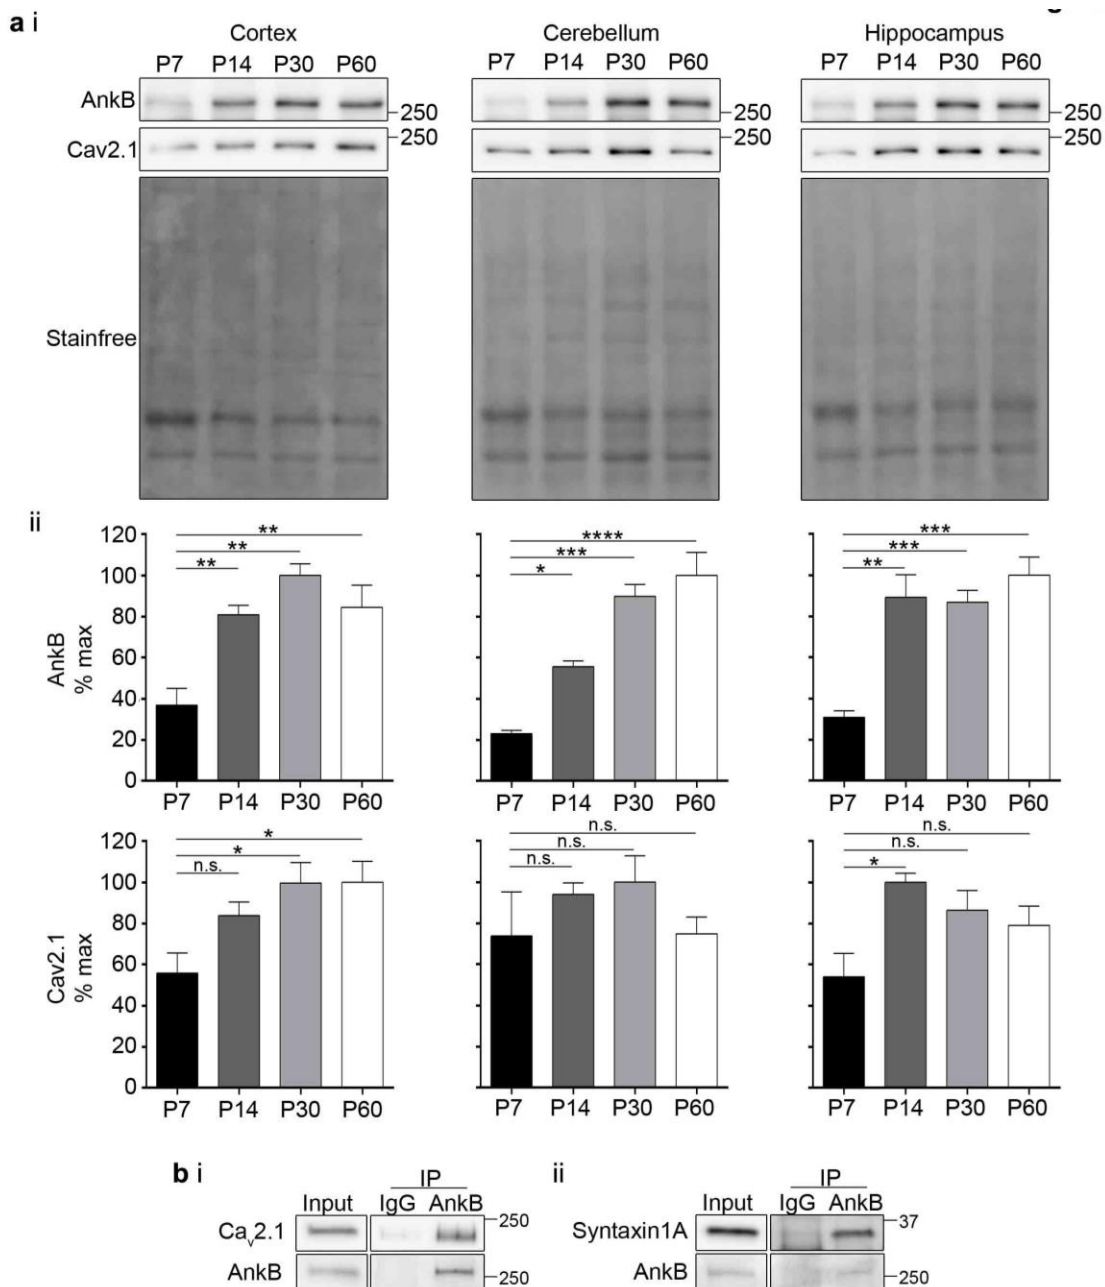 a i
Cortex Cerebellum Hippocampus
P7 P14 P30 P60 P7 P14 P30 P60 P7 P14 P30 P60
AnkB 250 250 250
Cav2.1 250 250 250
Stainfree
ii
AnkB
% max
120
100
80
60
40
20
0
** ** **
P7 P14 P30 P60
**** *** *
P7 P14 P30 P60
*** *** **
P7 P14 P30 P60
Cav2.1
% max
120
100
80
60
40
20
0
* * n.s.
P7 P14 P30 P60
n.s. n.s. n.s.
P7 P14 P30 P60
n.s. n.s. *
P7 P14 P30 P60
b i
IP
Input IgG AnkB
Cav2.1 250
AnkB 250
ii
IP
Input IgG AnkB
Syntaxin1A 37
AnkB 250